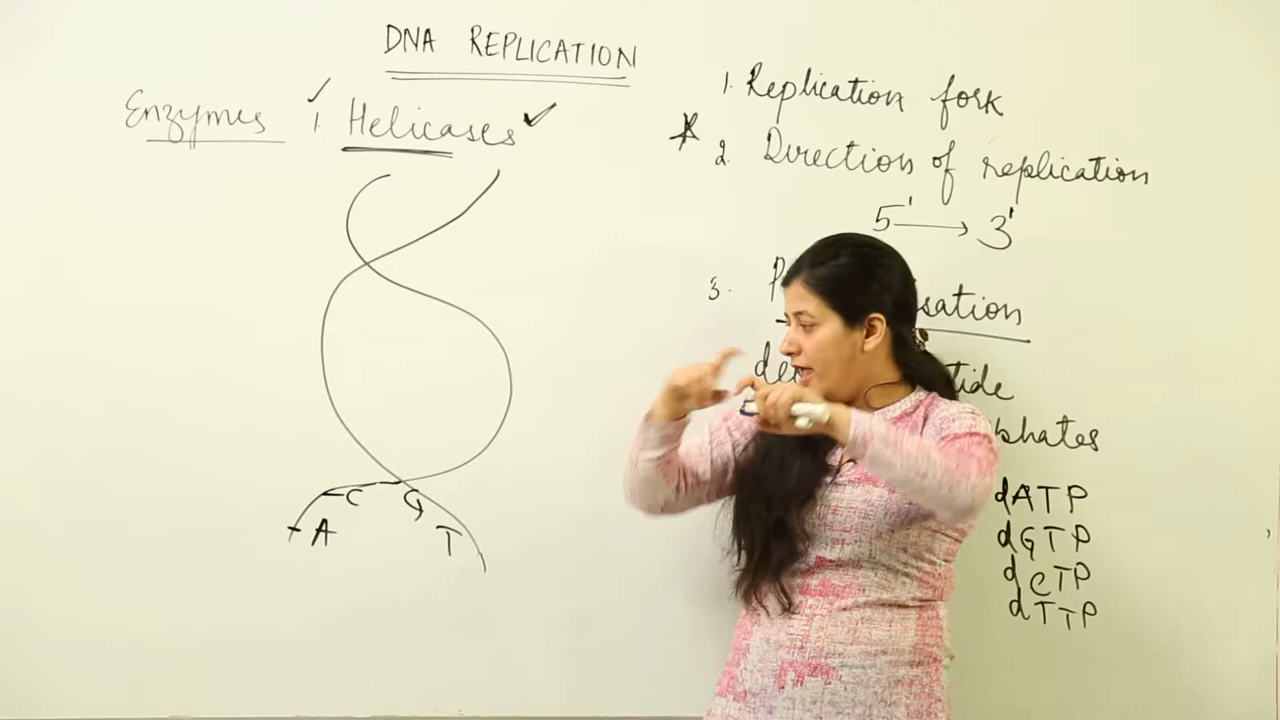 DNA REPLICATION
Enzymes 1. Helicases
C G
A T
1. Replication fork
2. Direction of replication
5' → 3'
3.
dATP
dGTP
dCTP
dTTP